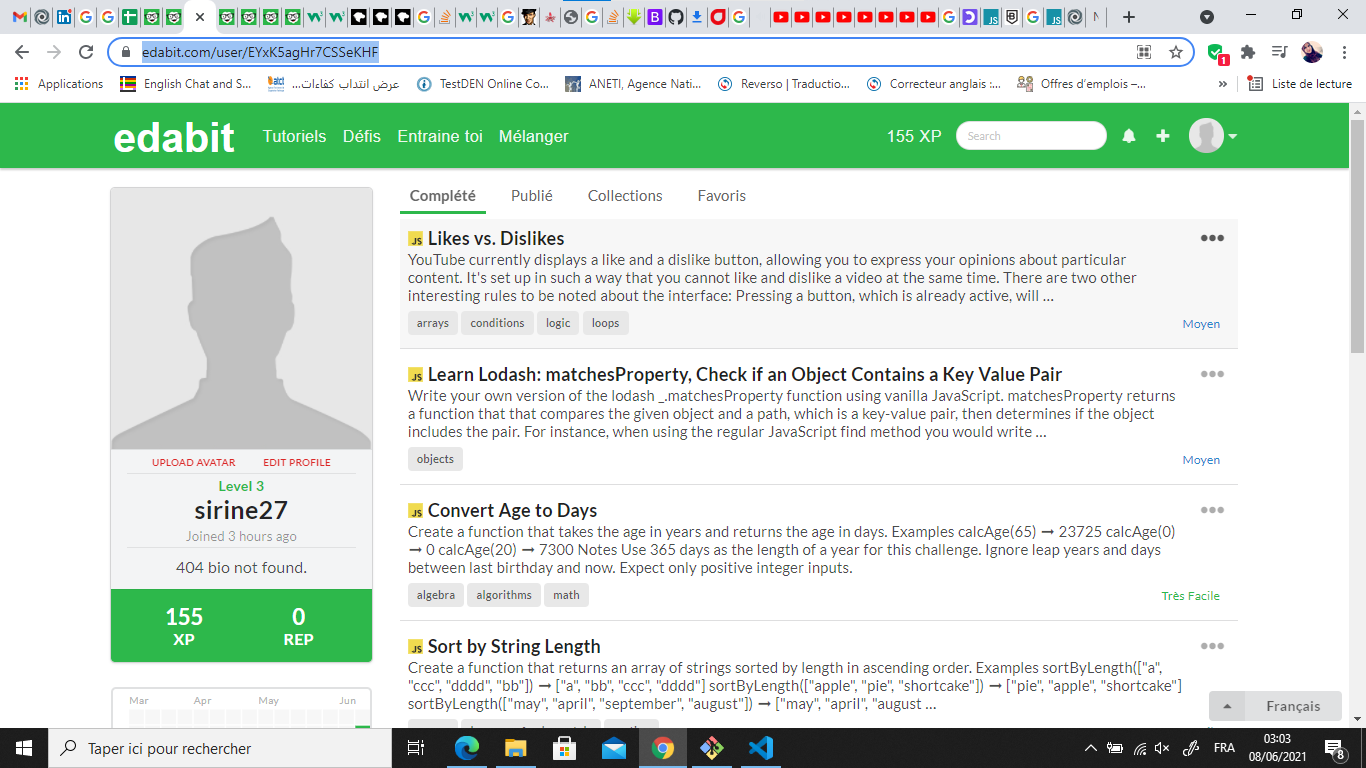 edabit.com/user/EYxK5agHr7CSSeKHF
1
Applications
English Chat and S...
عرض انتداب كفاءات...
TestDEN Online Co...
ANETI, Agence Nati...
Reverso | Traductio...
Correcteur anglais :...
Offres d'emploi –...
»
Liste de lecture
edabit
Tutoriels
Défis
Entraine toi
Mélanger
155 XP
Search
Complété
Publié
Collections
Favoris
JS Likes vs. Dislikes
YouTube currently displays a like and a dislike button, allowing you to express your opinions about particular
content. It's set up in such a way that you cannot like and dislike a video at the same time. There are two other
interesting rules to be noted about the interface: Pressing a button, which is already active, will ...
arrays
conditions
logic
loops
Moyen
JS Learn Lodash: matchesProperty, Check if an Object Contains a Key Value Pair
Write your own version of the lodash _.matchesProperty function using vanilla JavaScript. matchesProperty returns
a function that that compares the given object and a path, which is a key-value pair, then determines if the object
includes the pair. For instance, when using the regular JavaScript find method you would write ...
objects
Moyen
JS Convert Age to Days
Create a function that takes the age in years and returns the age in days. Examples calcAge(65) ➞ 23725 calcAge(0)
➞ 0 calcAge(20) ➞ 7300 Notes Use 365 days as the length of a year for this challenge. Ignore leap years and days
between last birthday and now. Expect only positive integer inputs.
algebra
algorithms
math
Très Facile
JS Sort by String Length
Create a function that returns an array of strings sorted by length in ascending order. Examples sortByLength(["a",
"ccc", "dddd", "bb"]) ➞ ["a", "bb", "ccc", "dddd"] sortByLength(["apple", "pie", "shortcake"]) ➞ ["pie", "apple", "shortcake"]
sortByLength(["may", "april", "september", "august"]) ➞ ["may", "april", "august ...
UPLOAD AVATAR
EDIT PROFILE
Level 3
sirine27
Joined 3 hours ago
404 bio not found.
155
XP
0
REP
Mar
Apr
May
Jun
Français
Taper ici pour rechercher
FRA
03:03
08/06/2021
8